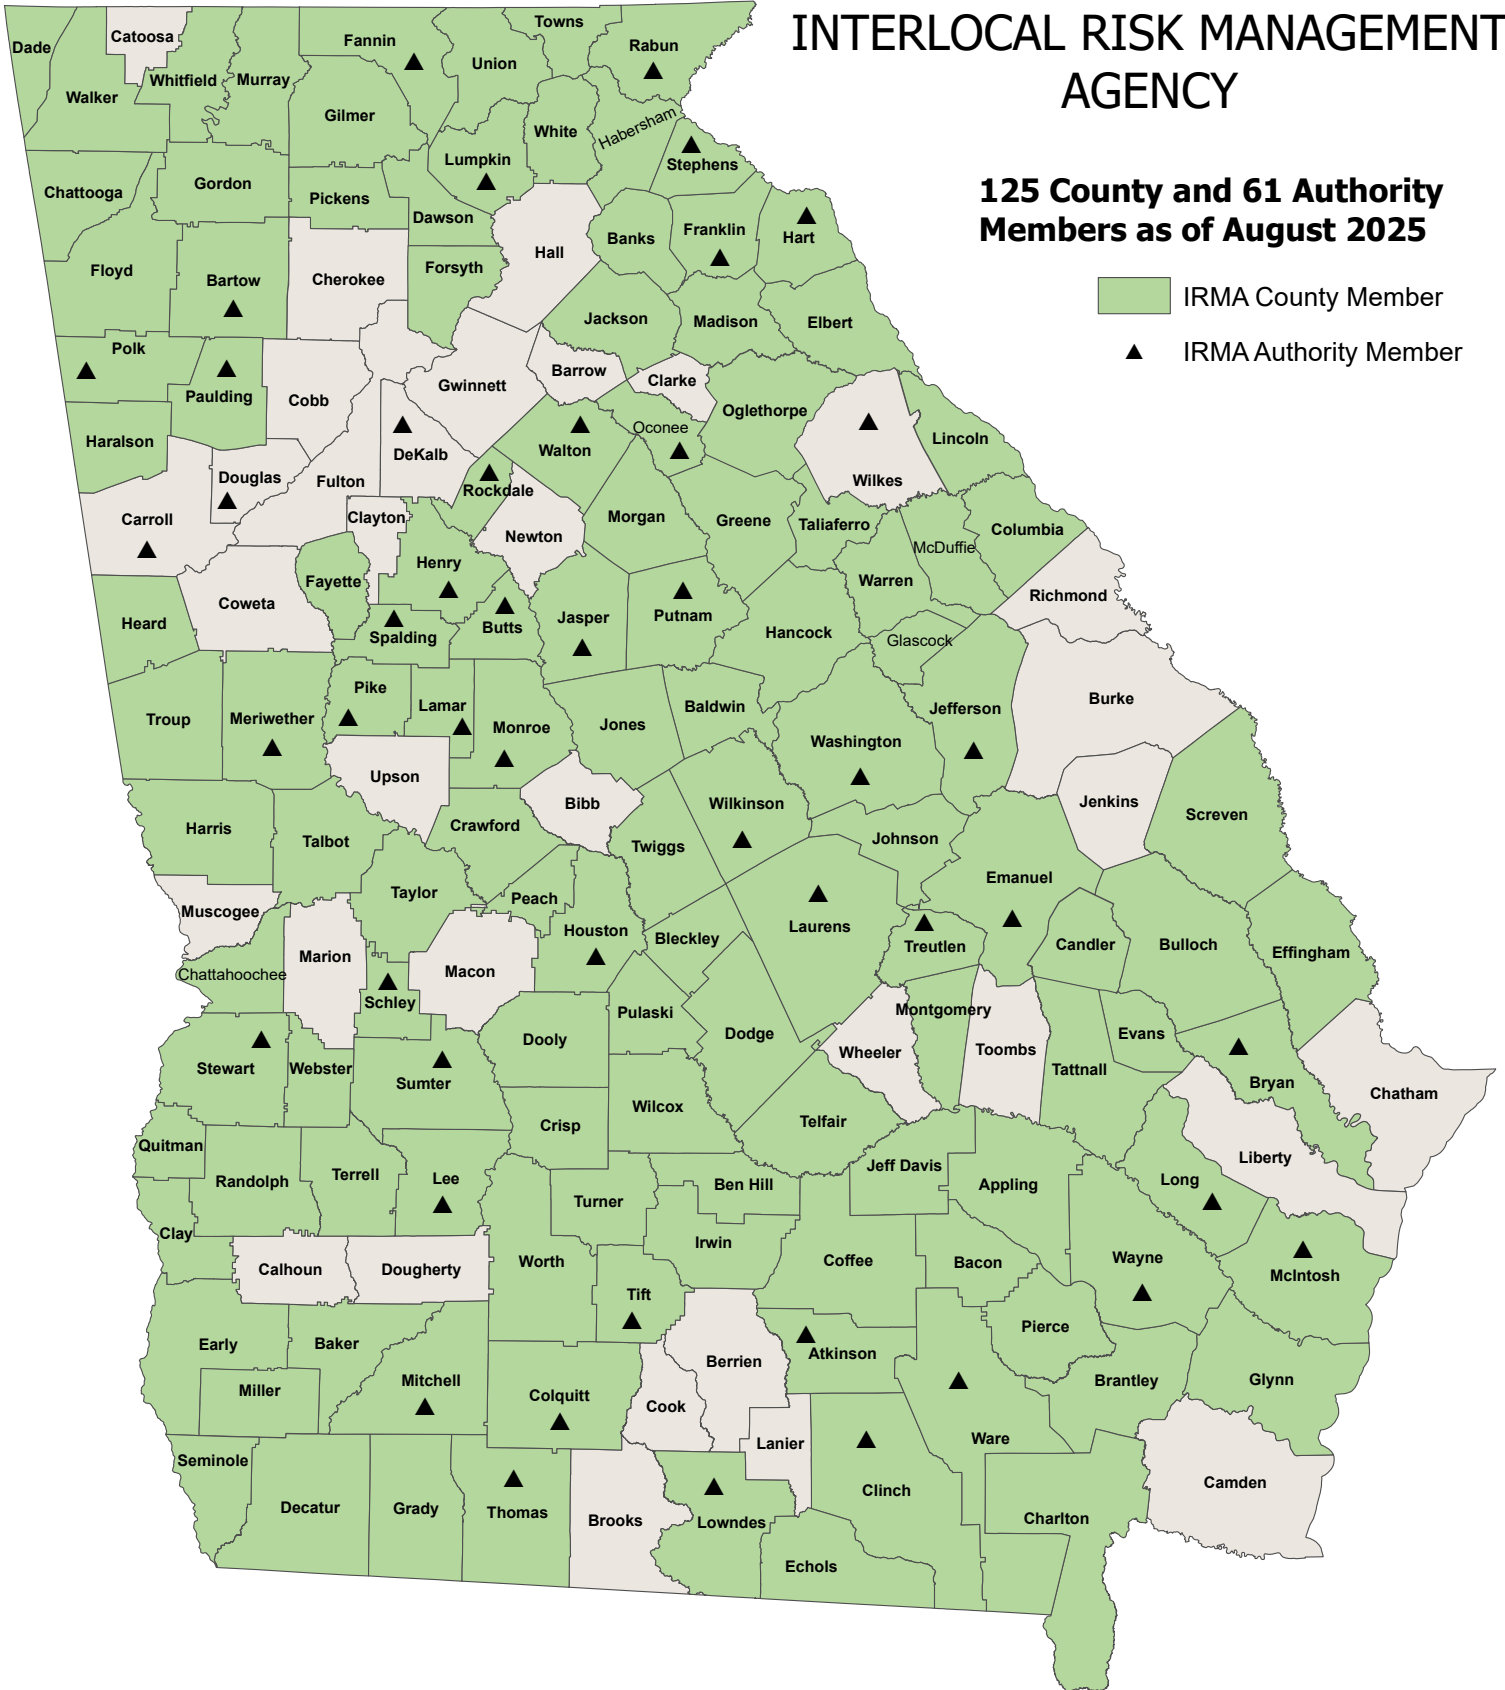 INTERLOCAL RISK MANAGEMENT
AGENCY
125 County and 61 Authority
Members as of August 2025
IRMA County Member
IRMA Authority Member
Dade
Catoosa
Walker
Whitfield
Murray
Fannin
Gilmer
Union
Towns
Rabun
White
Habersham
Lumpkin
Stephens
Chattooga
Gordon
Pickens
Dawson
Floyd
Bartow
Cherokee
Forsyth
Hall
Banks
Franklin
Hart
Jackson
Madison
Elbert
Polk
Paulding
Cobb
Gwinnett
Barrow
Clarke
Oglethorpe
Wilkes
Lincoln
Haralson
Douglas
Fulton
DeKalb
Walton
Oconee
Rockdale
Carroll
Clayton
Newton
Morgan
Greene
Taliaferro
McDuffie
Columbia
Coweta
Fayette
Henry
Warren
Richmond
Heard
Spalding
Butts
Jasper
Putnam
Hancock
Glascock
Burke
Troup
Meriwether
Pike
Lamar
Monroe
Jones
Baldwin
Washington
Jefferson
Upson
Bibb
Wilkinson
Jenkins
Screven
Harris
Talbot
Crawford
Twiggs
Johnson
Taylor
Peach
Emanuel
Muscogee
Marion
Macon
Houston
Bleckley
Laurens
Treutlen
Candler
Bulloch
Effingham
Chattahoochee
Schley
Dooly
Pulaski
Dodge
Wheeler
Montgomery
Toombs
Tattnall
Evans
Bryan
Chatham
Stewart
Webster
Sumter
Crisp
Wilcox
Telfair
Liberty
Quitman
Randolph
Terrell
Lee
Turner
Ben Hill
Jeff Davis
Appling
Long
Clay
Calhoun
Dougherty
Worth
Irwin
Coffee
Bacon
Wayne
McIntosh
Early
Baker
Tift
Berrien
Atkinson
Pierce
Brantley
Glynn
Miller
Mitchell
Colquitt
Cook
Lanier
Ware
Seminole
Decatur
Grady
Thomas
Brooks
Lowndes
Clinch
Echols
Charlton
Camden